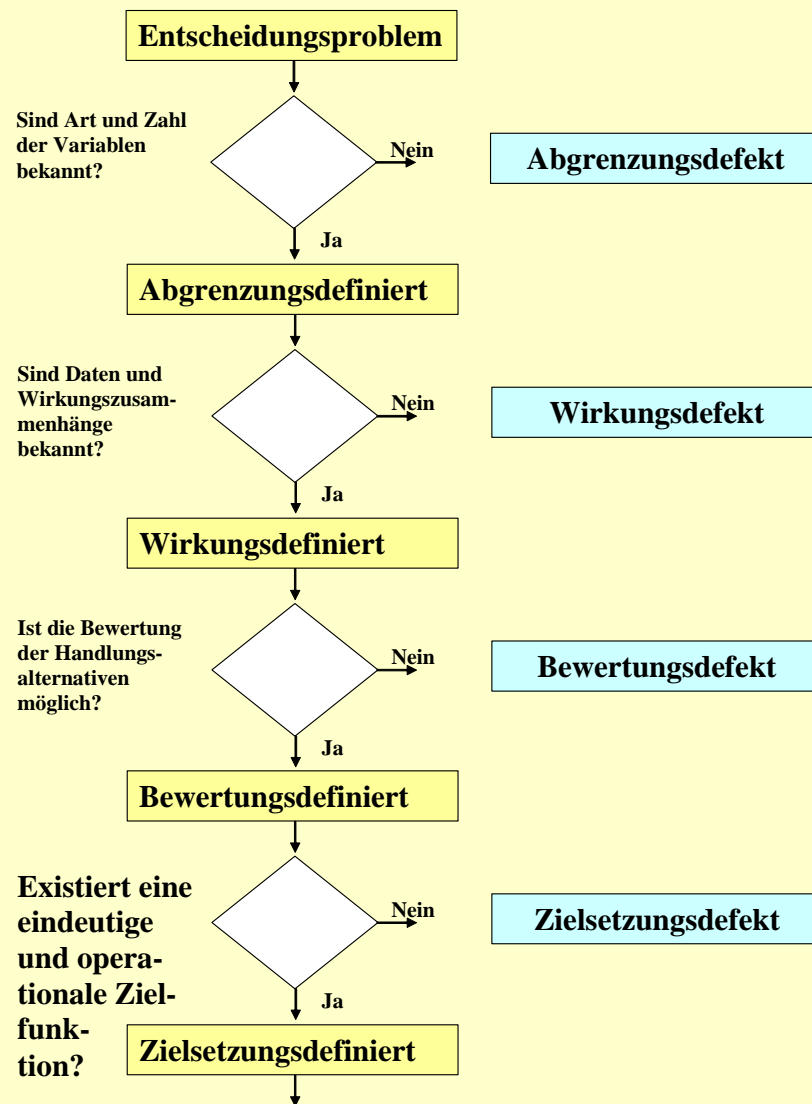 Entscheidungsproblem
Sind Art und Zahl
der Variablen
bekannt?
Nein
Abgrenzungsdefekt
Ja
Abgrenzungsdefiniert
Sind Daten und
Wirkungszusam-
menhänge
bekannt?
Nein
Wirkungsdefekt
Ja
Wirkungsdefiniert
Ist die Bewertung
der Handlungs-
alternativen
möglich?
Nein
Bewertungsdefekt
Ja
Bewertungsdefiniert
Existiert eine
eindeutige
und opera-
tionale Ziel-
funk-
tion?
Nein
Zielsetzungsdefekt
Ja
Zielsetzungsdefiniert